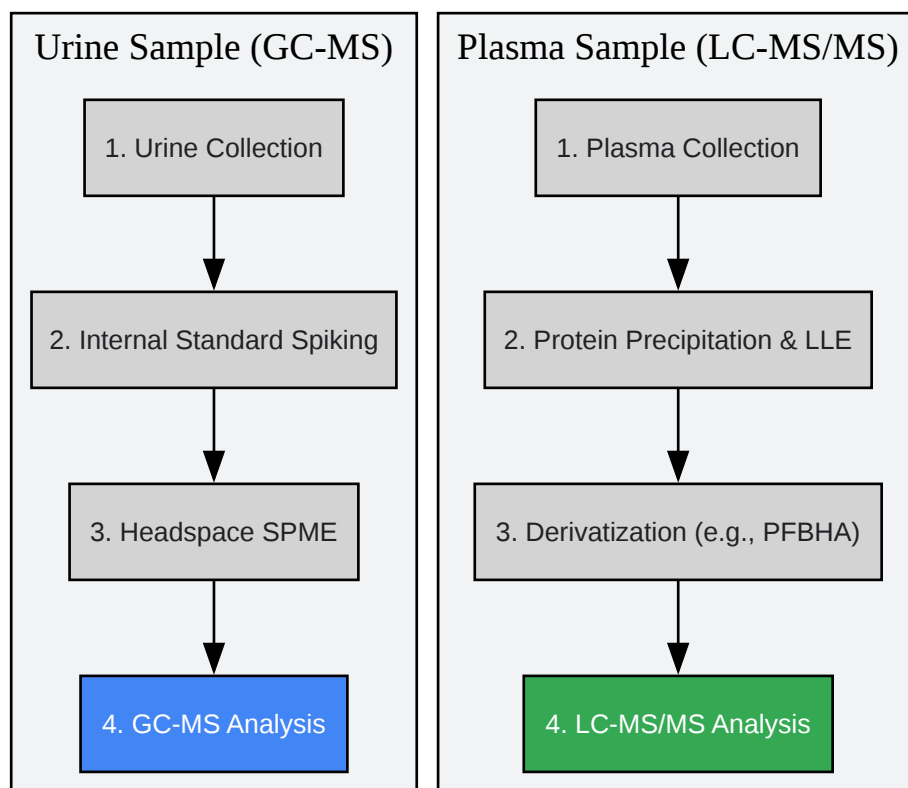 Urine Sample (GC-MS)
1. Urine Collection
2. Internal Standard Spiking
3. Headspace SPME
4. GC-MS Analysis
Plasma Sample (LC-MS/MS)
1. Plasma Collection
2. Protein Precipitation & LLE
3. Derivatization (e.g., PFBHA)
4. LC-MS/MS Analysis